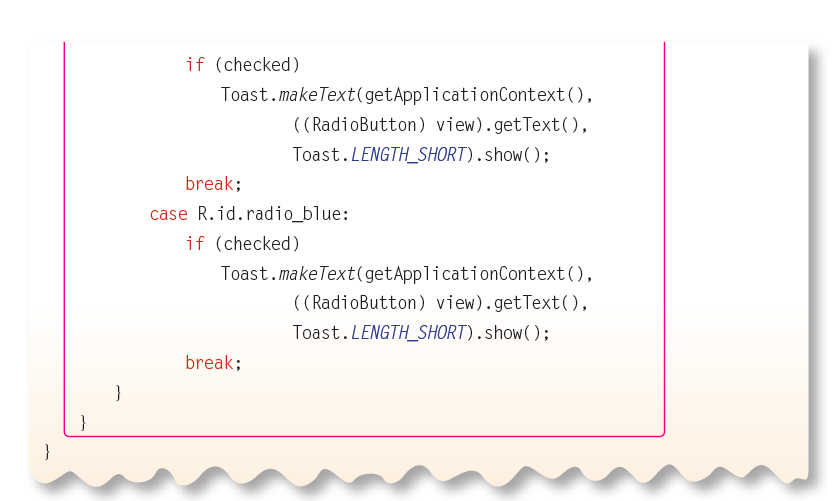 if (checked)
Toast.makeText(getApplicationContext(),
((RadioButton) view).getText(),
Toast.LENGTH_SHORT).show();
break;
case R.id.radio_blue:
if (checked)
Toast.makeText(getApplicationContext(),
((RadioButton) view).getText(),
Toast.LENGTH_SHORT).show();
break;
}
}
}